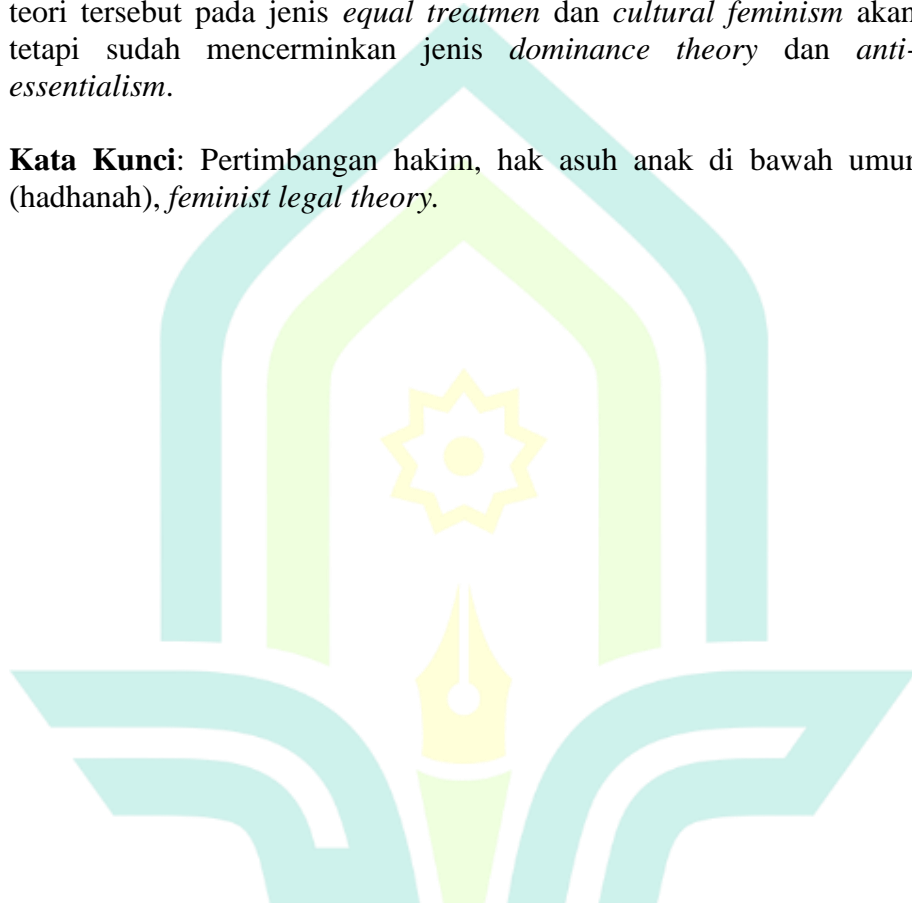 teori tersebut pada jenis equal treatmen dan cultural feminism akan
tetapi sudah mencerminkan jenis dominance theory dan anti-
essentialism.
Kata Kunci: Pertimbangan hakim, hak asuh anak di bawah umur
(hadhanah), feminist legal theory.